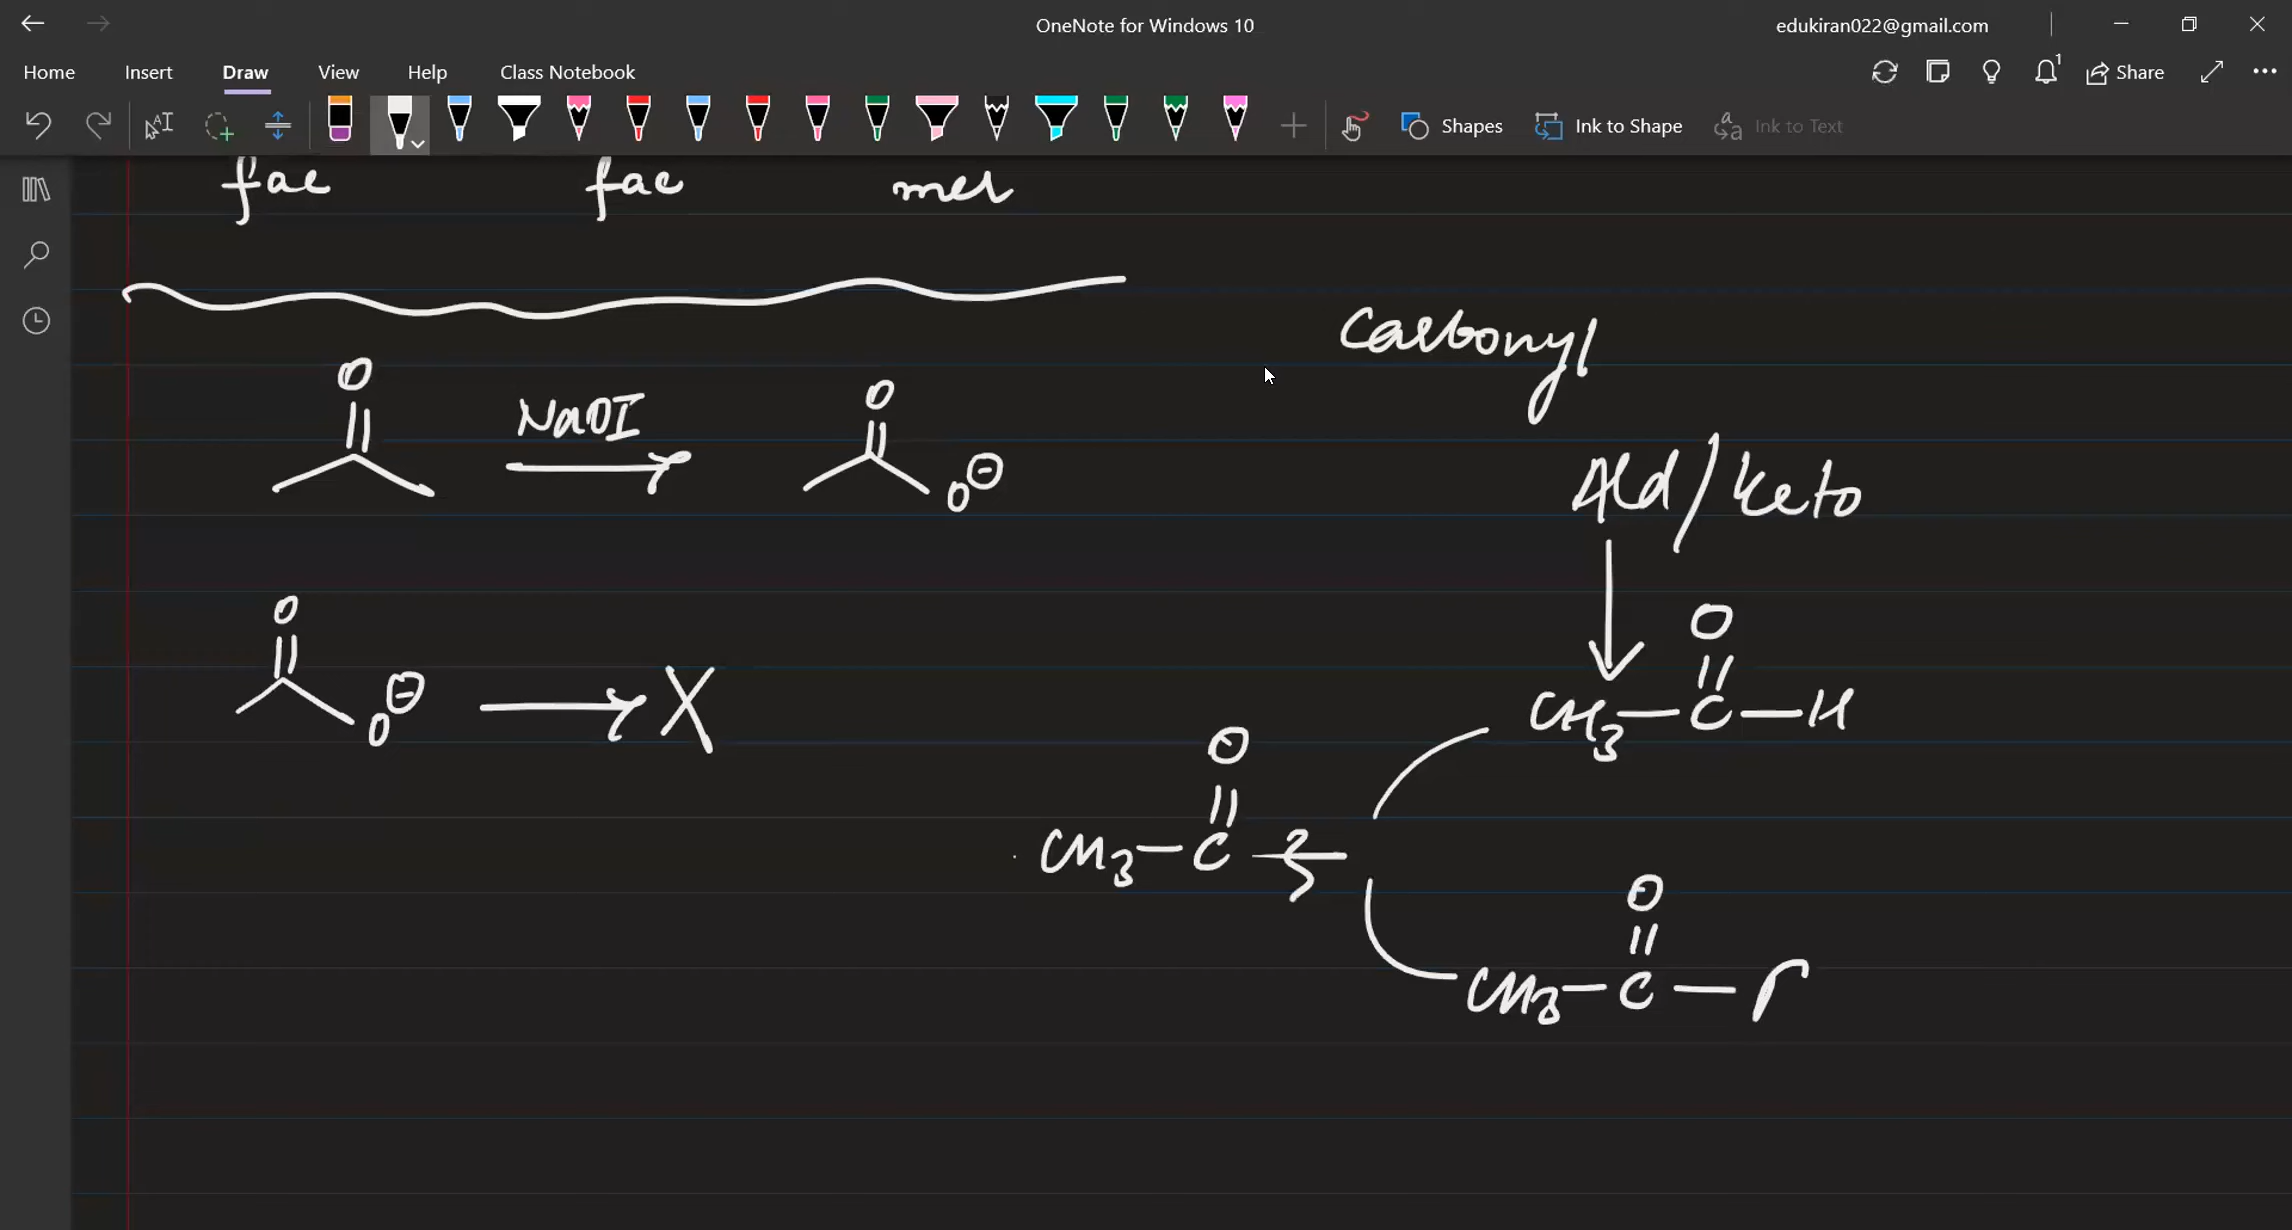 OneNote for Windows 10
edukiran022@gmail.com
Home Insert Draw View Help Class Notebook
1 Share
Shapes Ink to Shape Ink to Text
fac fac mer
Carbonyl
O
NaOI
O
O⊖
Ald/keto
O
O⊖
X
O
CH3-C-H
O
CH3-C
O
CH3-C-